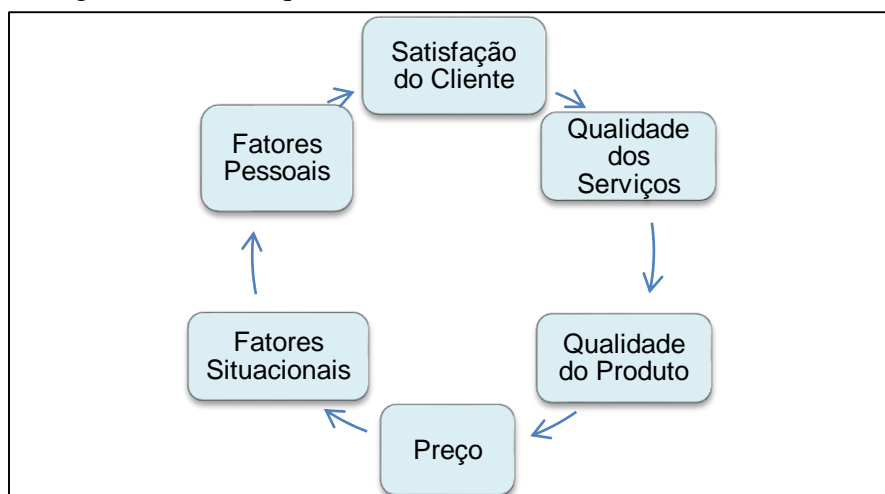 Satisfação
do Cliente
Qualidade
dos
Serviços
Qualidade
do Produto
Preço
Fatores
Situacionais
Fatores
Pessoais